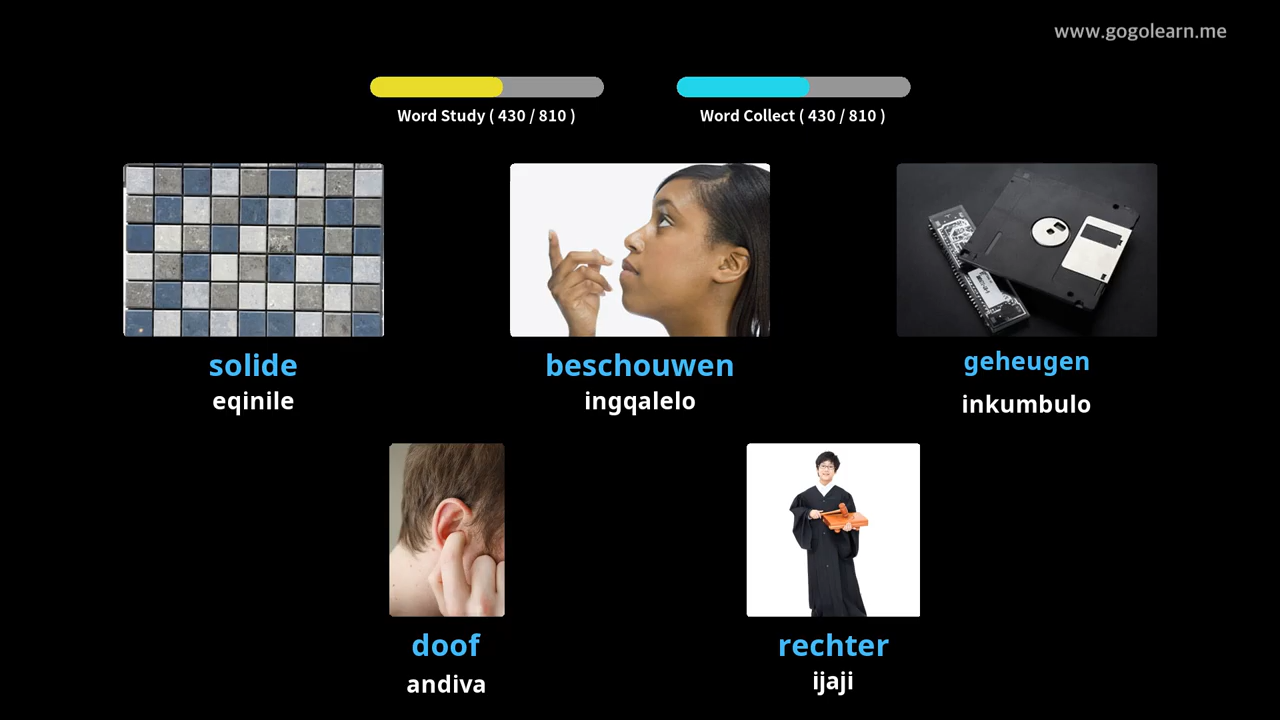 www.gogolearn.me
Word Study ( 430 / 810 )
Word Collect ( 430 / 810 )
solide
eqinile
beschouwen
ingqalelo
geheugen
inkumbulo
doof
andiva
rechter
ijaji